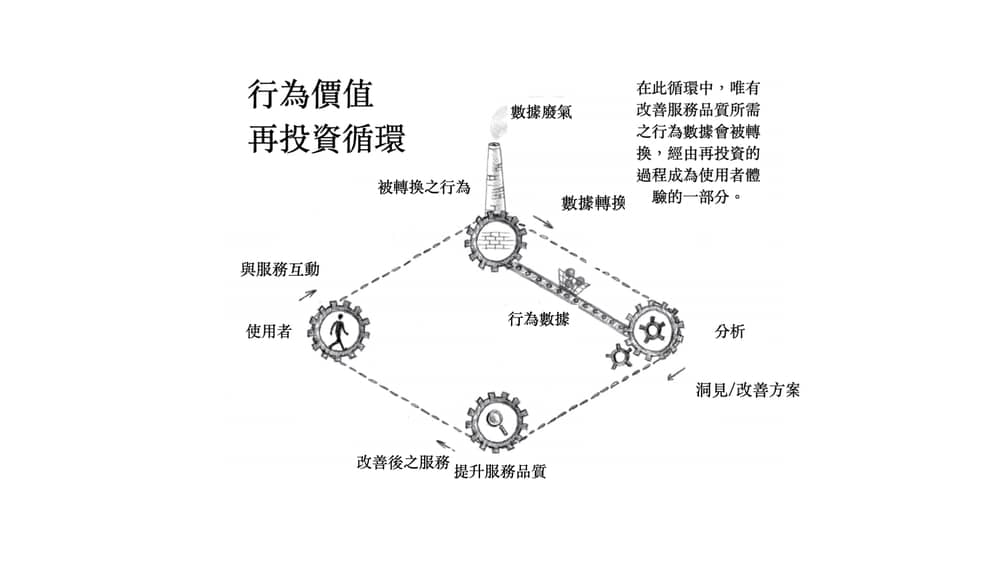 行為價值
再投資循環
在此循環中，唯有
改善服務品質所需
之行為數據會被轉
換，經由再投資的
過程成為使用者體
驗的一部分。
數據廢氣
被轉換之行為
數據轉換
與服務互動
行為數據
使用者
分析
洞見/改善方案
改善後之服務
提升服務品質